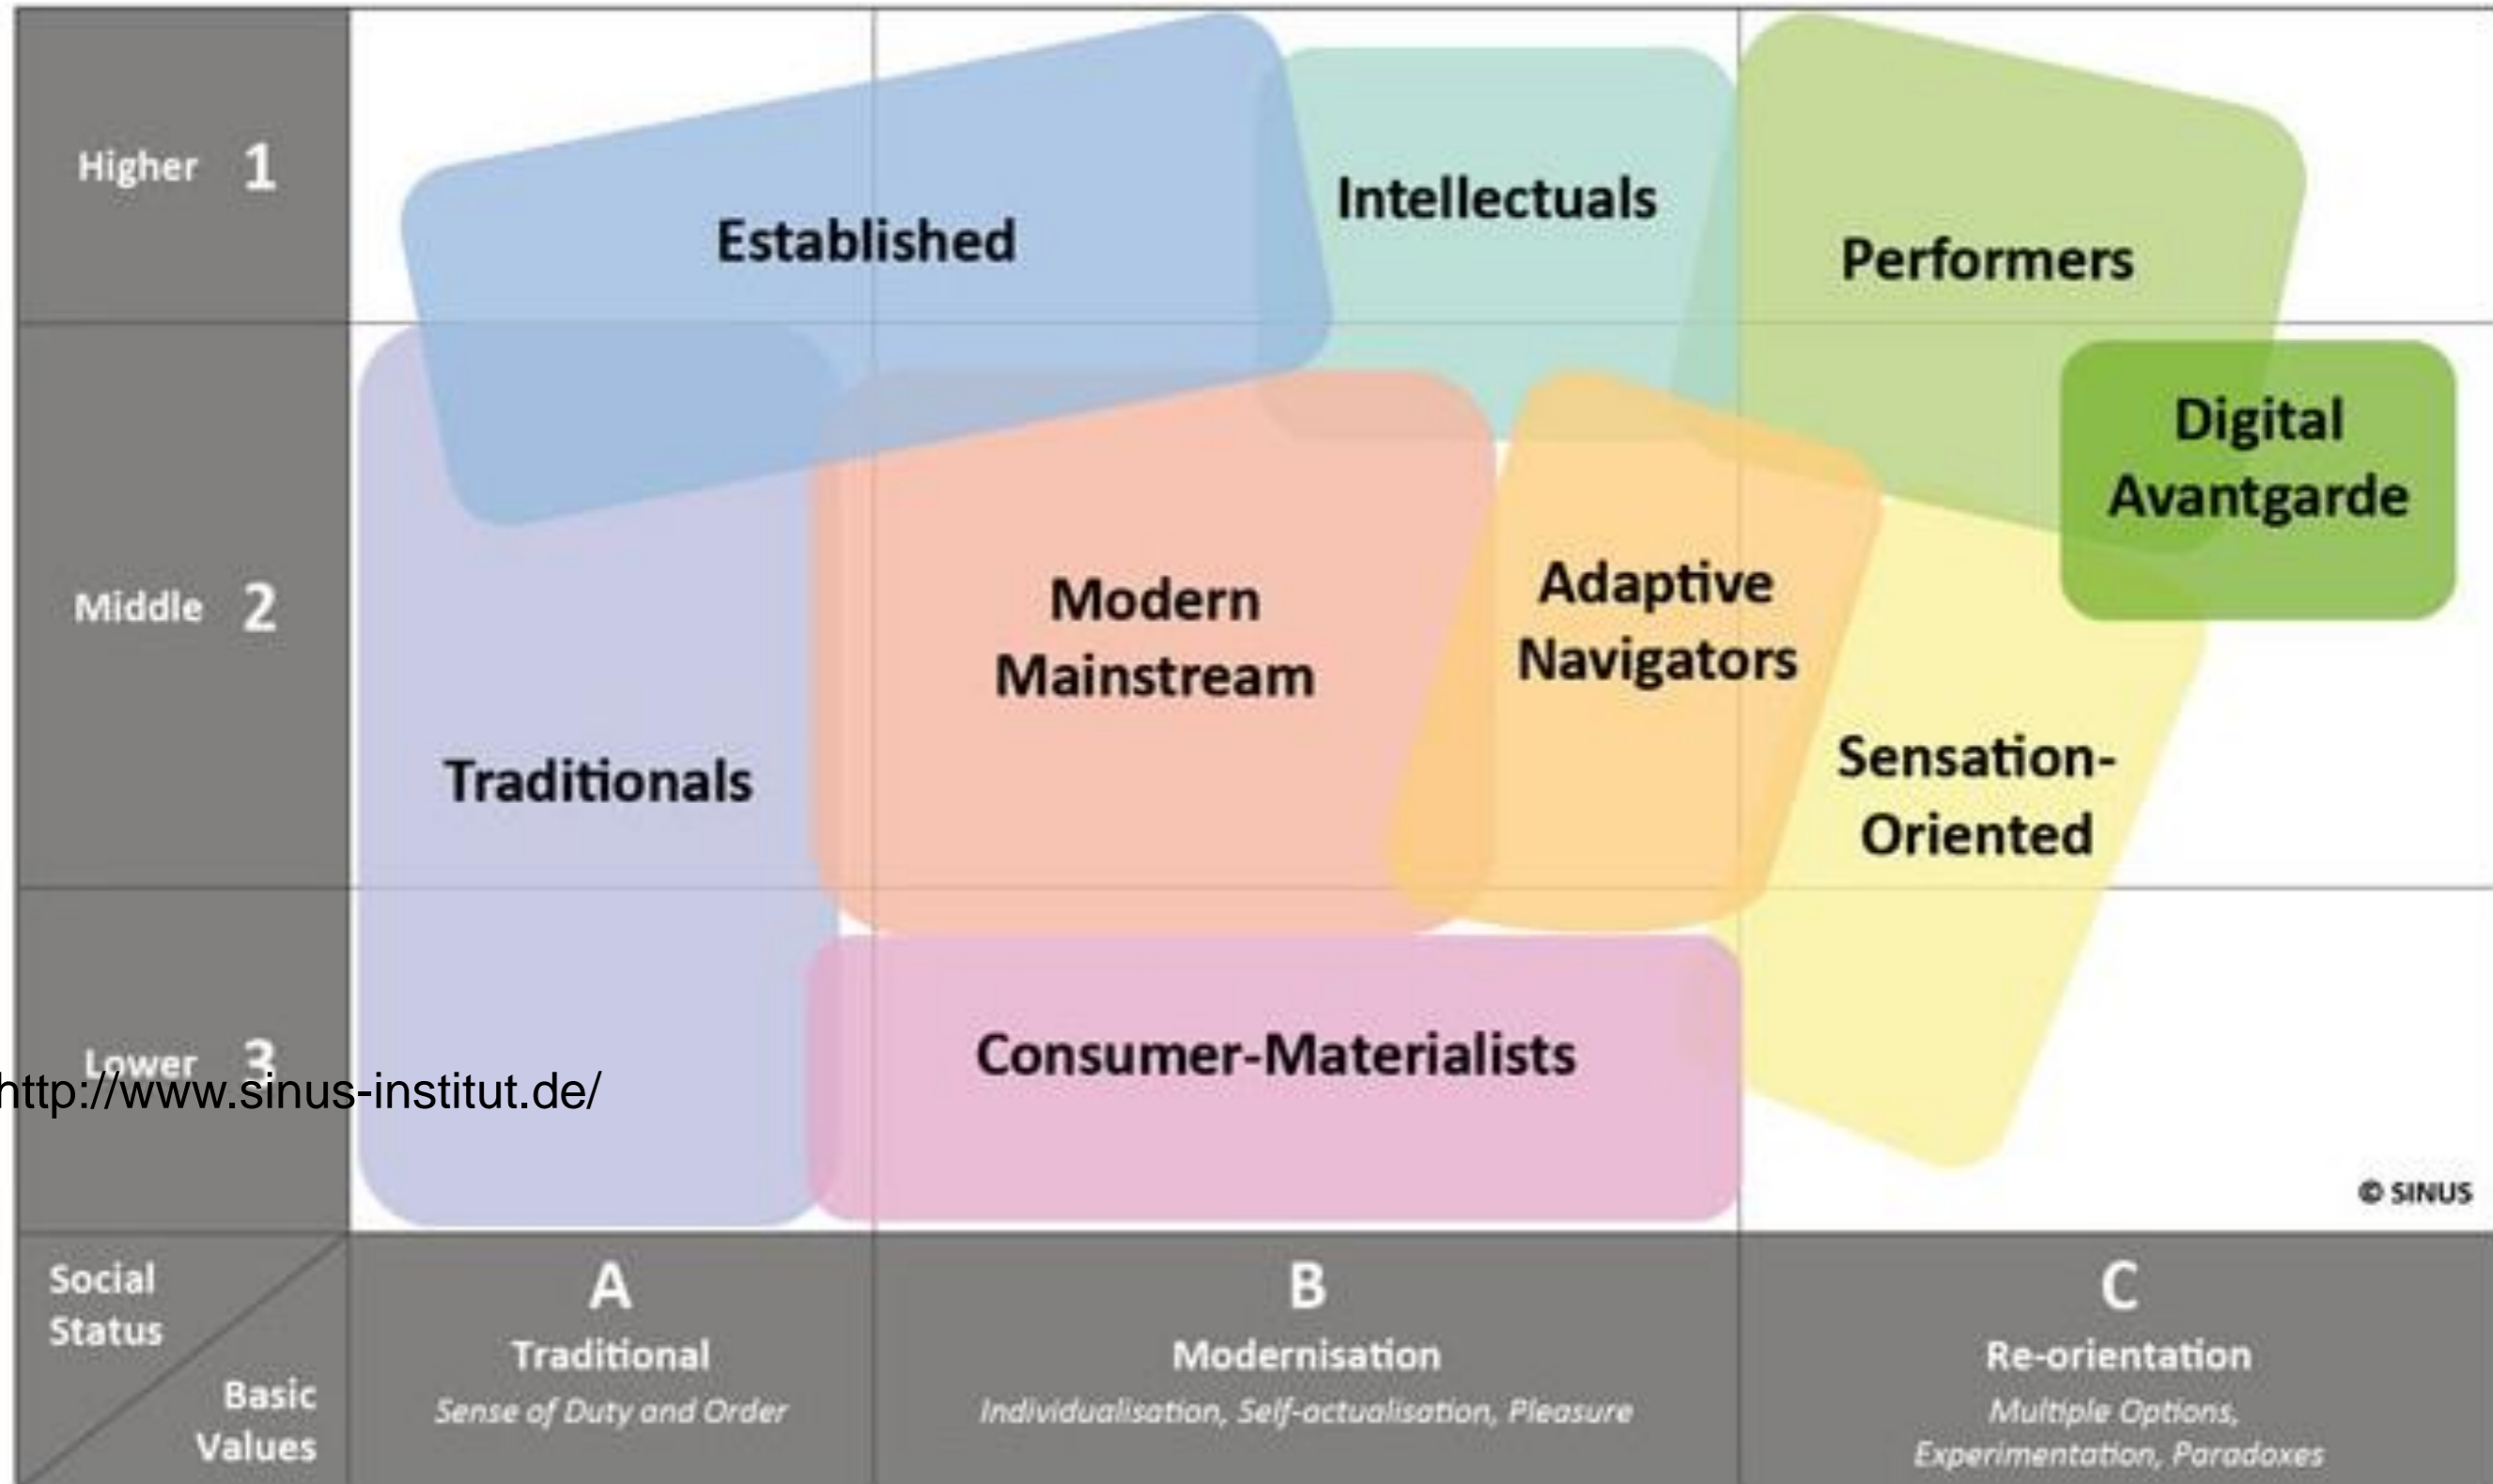 Higher 1
Established
Intellectuals
Performers
Middle 2
Digital
Avantgarde
Modern
Mainstream
Adaptive
Navigators
Traditionals
Sensation-
Oriented
Lower 3
http://www.sinus-institut.de/
Consumer-Materialists
© SINUS
Social
Status
Basic
Values
A
Traditional
Sense of Duty and Order
B
Modernisation
Individualisation, Self-actualisation, Pleasure
C
Re-orientation
Multiple Options,
Experimentation, Paradoxes